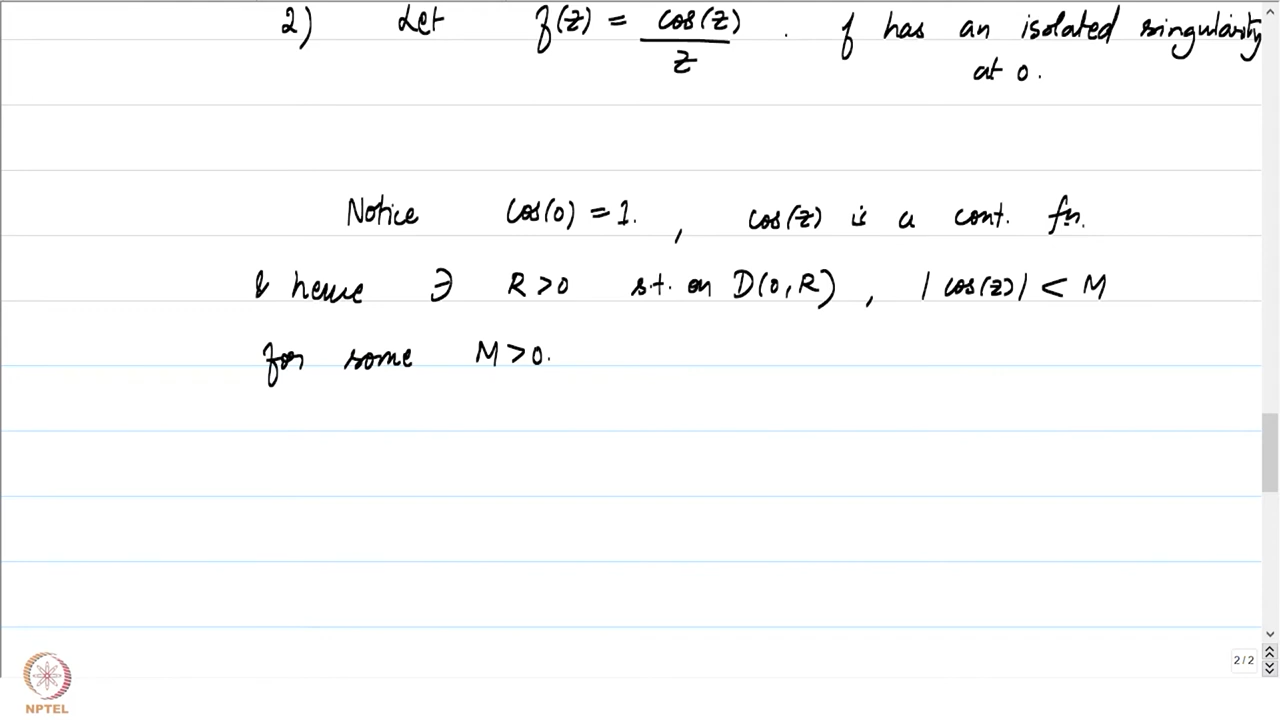 2) Let f(z) = cos(z)/z . f has an isolated singularity
at 0.
Notice cos(0) = 1. , cos(z) is a cont. fn.
& hence ∃ R>0 s.t. on D(0,R) , |cos(z)| < M
for some M>0.
2/2
NPTEL